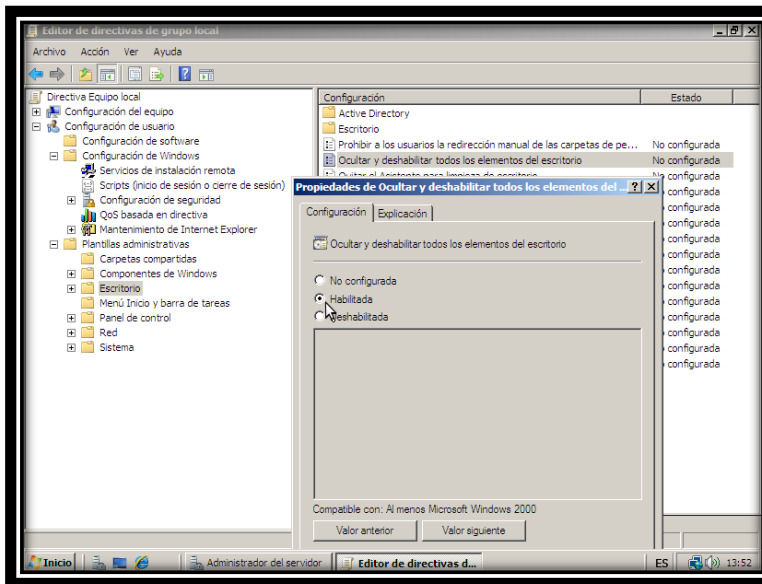 Editor de directivas de grupo local
Archivo Acción Ver Ayuda
Directiva Equipo local
Configuración del equipo
Configuración de usuario
Configuración de software
Configuración de Windows
Servicios de instalación remota
Scripts (inicio de sesión o cierre de sesión)
Configuración de seguridad
QoS basada en directiva
Mantenimiento de Internet Explorer
Plantillas administrativas
Carpetas compartidas
Componentes de Windows
Escritorio
Menú Inicio y barra de tareas
Panel de control
Red
Sistema
Configuración Estado
Active Directory
Escritorio
Prohibir a los usuarios la redirección manual de las carpetas de pe... No configurada
Ocultar y deshabilitar todos los elementos del escritorio No configurada
Quitar el Asistente para limpieza de escritorio No configurada
configurada
configurada
configurada
configurada
configurada
configurada
configurada
configurada
configurada
configurada
configurada
configurada
Propiedades de Ocultar y deshabilitar todos los elementos del ...
Configuración Explicación
Ocultar y deshabilitar todos los elementos del escritorio
No configurada
Habilitada
Deshabilitada
Compatible con: Al menos Microsoft Windows 2000
Valor anterior Valor siguiente
Inicio Administrador del servidor Editor de directivas d... ES 13:52